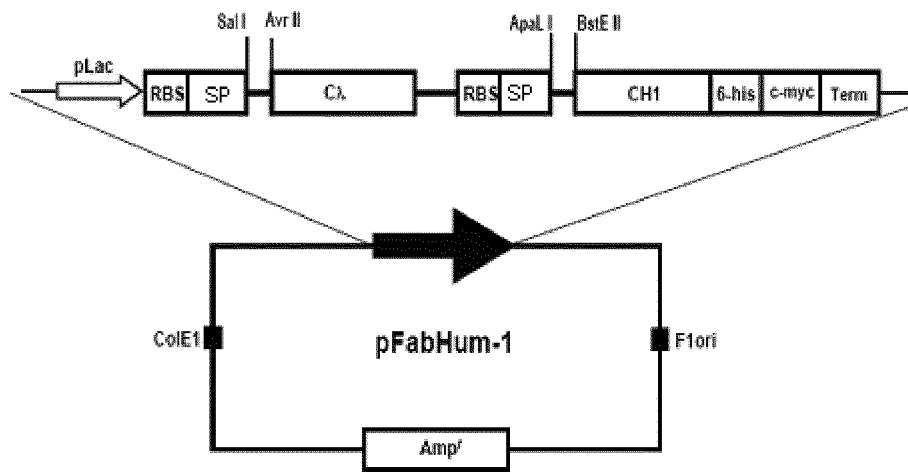 Sal I Avr II ApaL I BstE II
pLac
RBS SP Cλ RBS SP CH1 6-his c-myc Term
ColE1 pFabHum-1 F1ori
Ampʳ